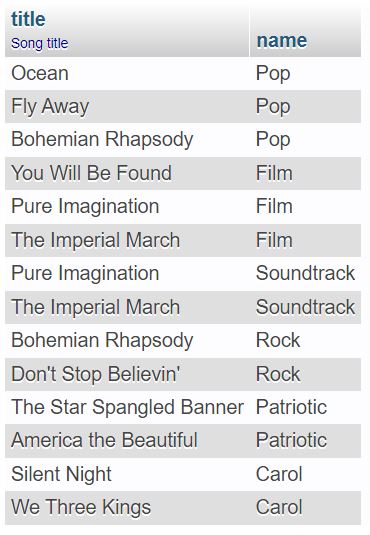 title
Song title name
Ocean Pop
Fly Away Pop
Bohemian Rhapsody Pop
You Will Be Found Film
Pure Imagination Film
The Imperial March Film
Pure Imagination Soundtrack
The Imperial March Soundtrack
Bohemian Rhapsody Rock
Don't Stop Believin' Rock
The Star Spangled Banner Patriotic
America the Beautiful Patriotic
Silent Night Carol
We Three Kings Carol